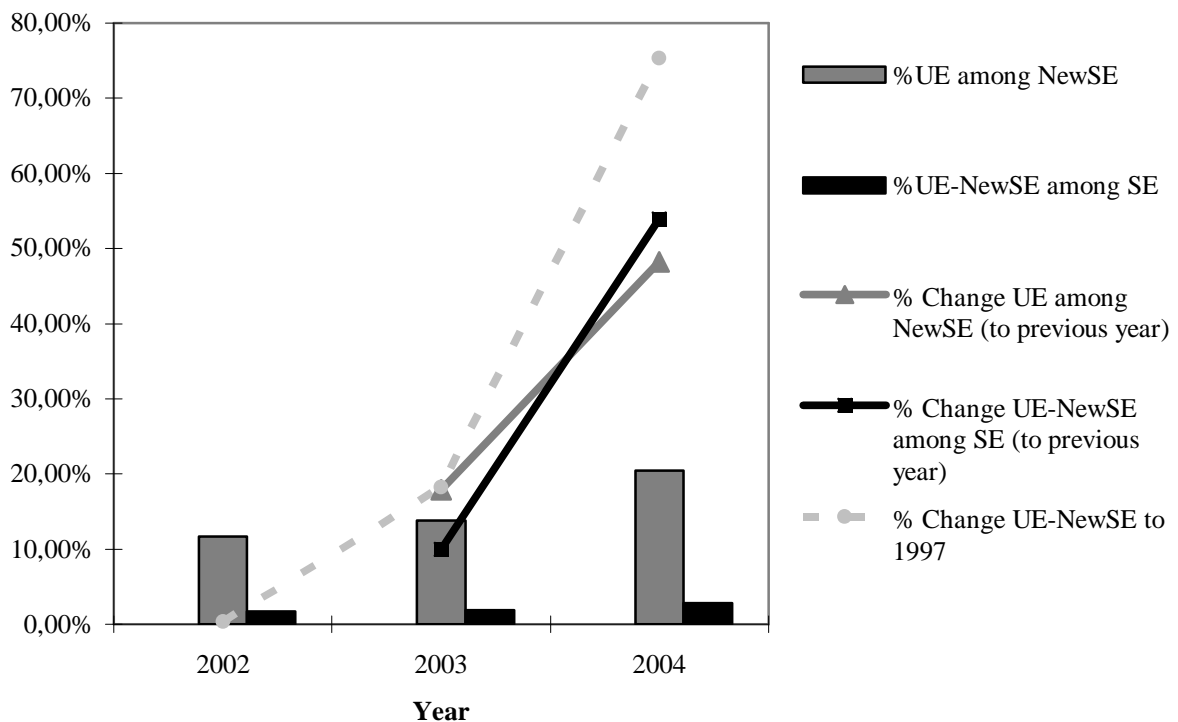 80,00%
70,00%
60,00%
50,00%
40,00%
30,00%
20,00%
10,00%
0,00%
2002
2003
2004
Year
%UE among NewSE
%UE-NewSE among SE
% Change UE among
NewSE (to previous year)
% Change UE-NewSE
among SE (to previous
year)
% Change UE-NewSE to
1997